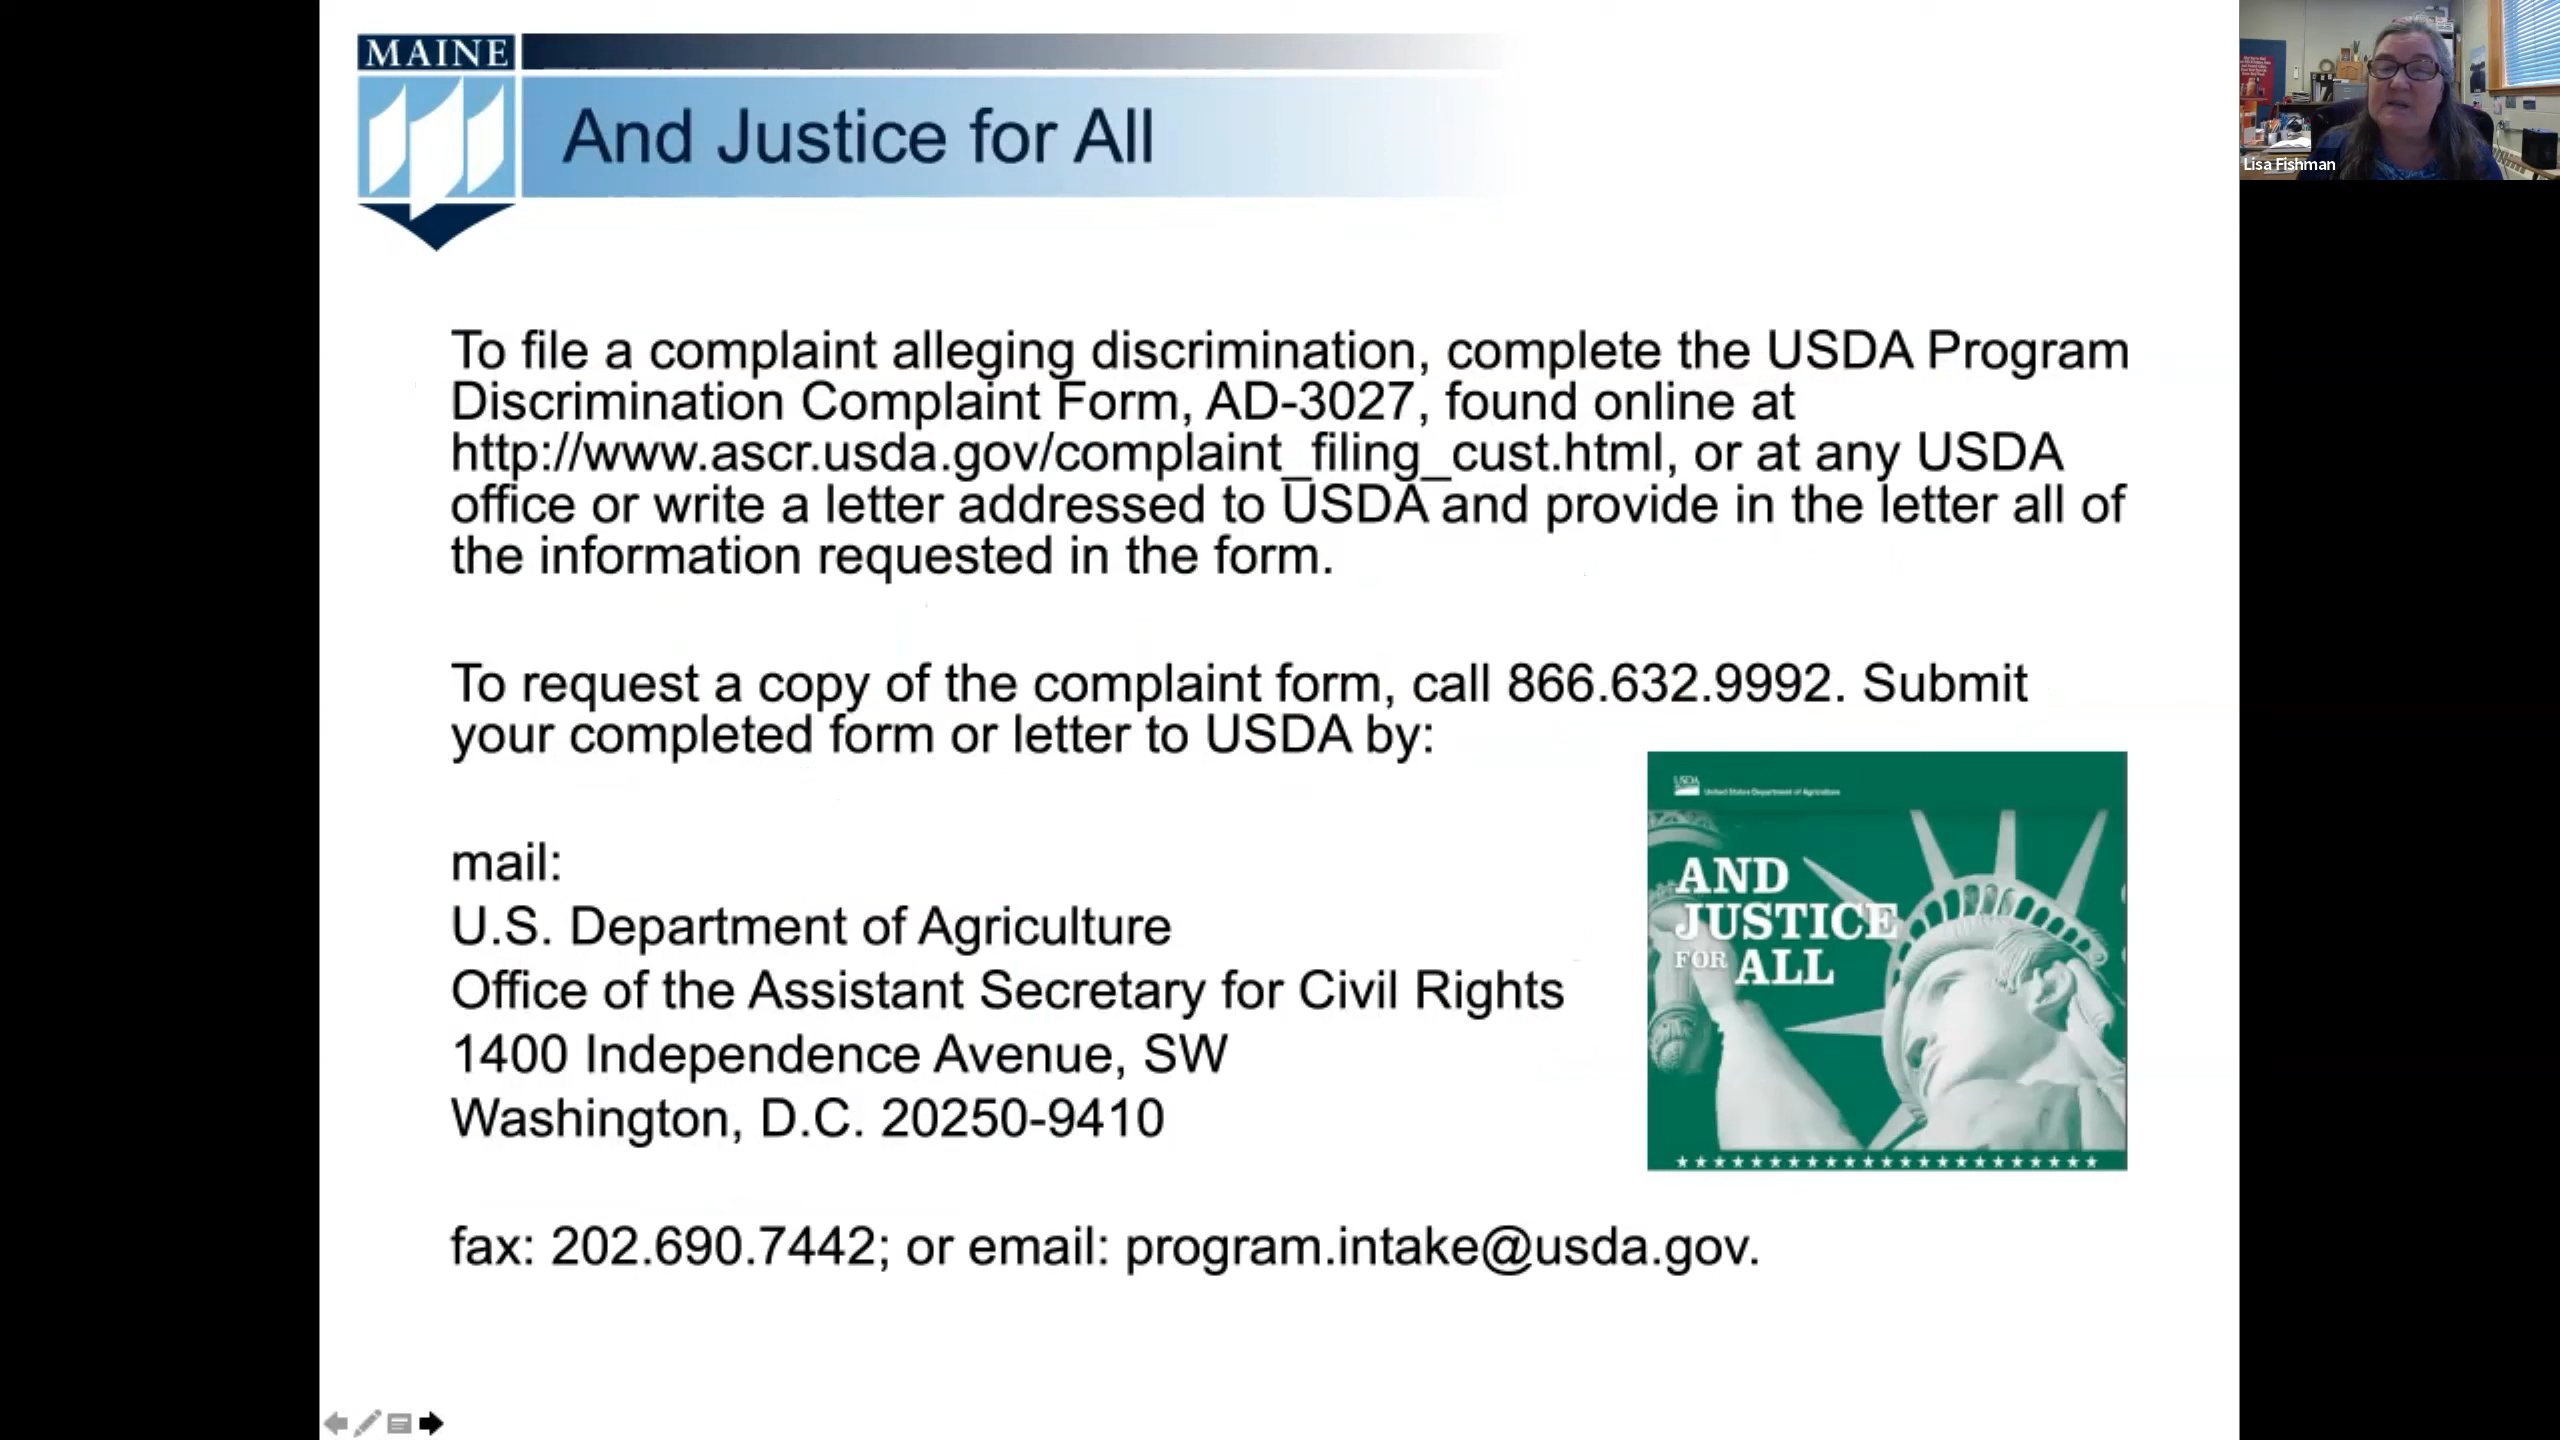 MAINE
And Justice for All
Lisa Fishman
To file a complaint alleging discrimination, complete the USDA Program
Discrimination Complaint Form, AD-3027, found online at
http://www.ascr.usda.gov/complaint_filing_cust.html, or at any USDA
office or write a letter addressed to USDA and provide in the letter all of
the information requested in the form.
To request a copy of the complaint form, call 866.632.9992. Submit
your completed form or letter to USDA by:
mail:
U.S. Department of Agriculture
Office of the Assistant Secretary for Civil Rights
1400 Independence Avenue, SW
Washington, D.C. 20250-9410
fax: 202.690.7442; or email: program.intake@usda.gov.
USDA
United States Department of Agriculture
AND
JUSTICE
FOR ALL